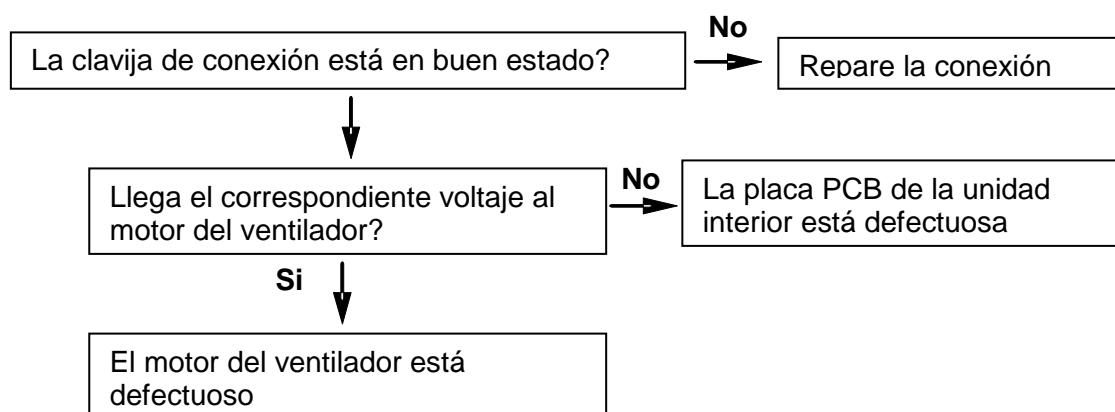 La clavija de conexión está en buen estado?
No
Repare la conexión
Llega el correspondiente voltaje al
motor del ventilador?
No
La placa PCB de la unidad
interior está defectuosa
Si
El motor del ventilador está
defectuoso